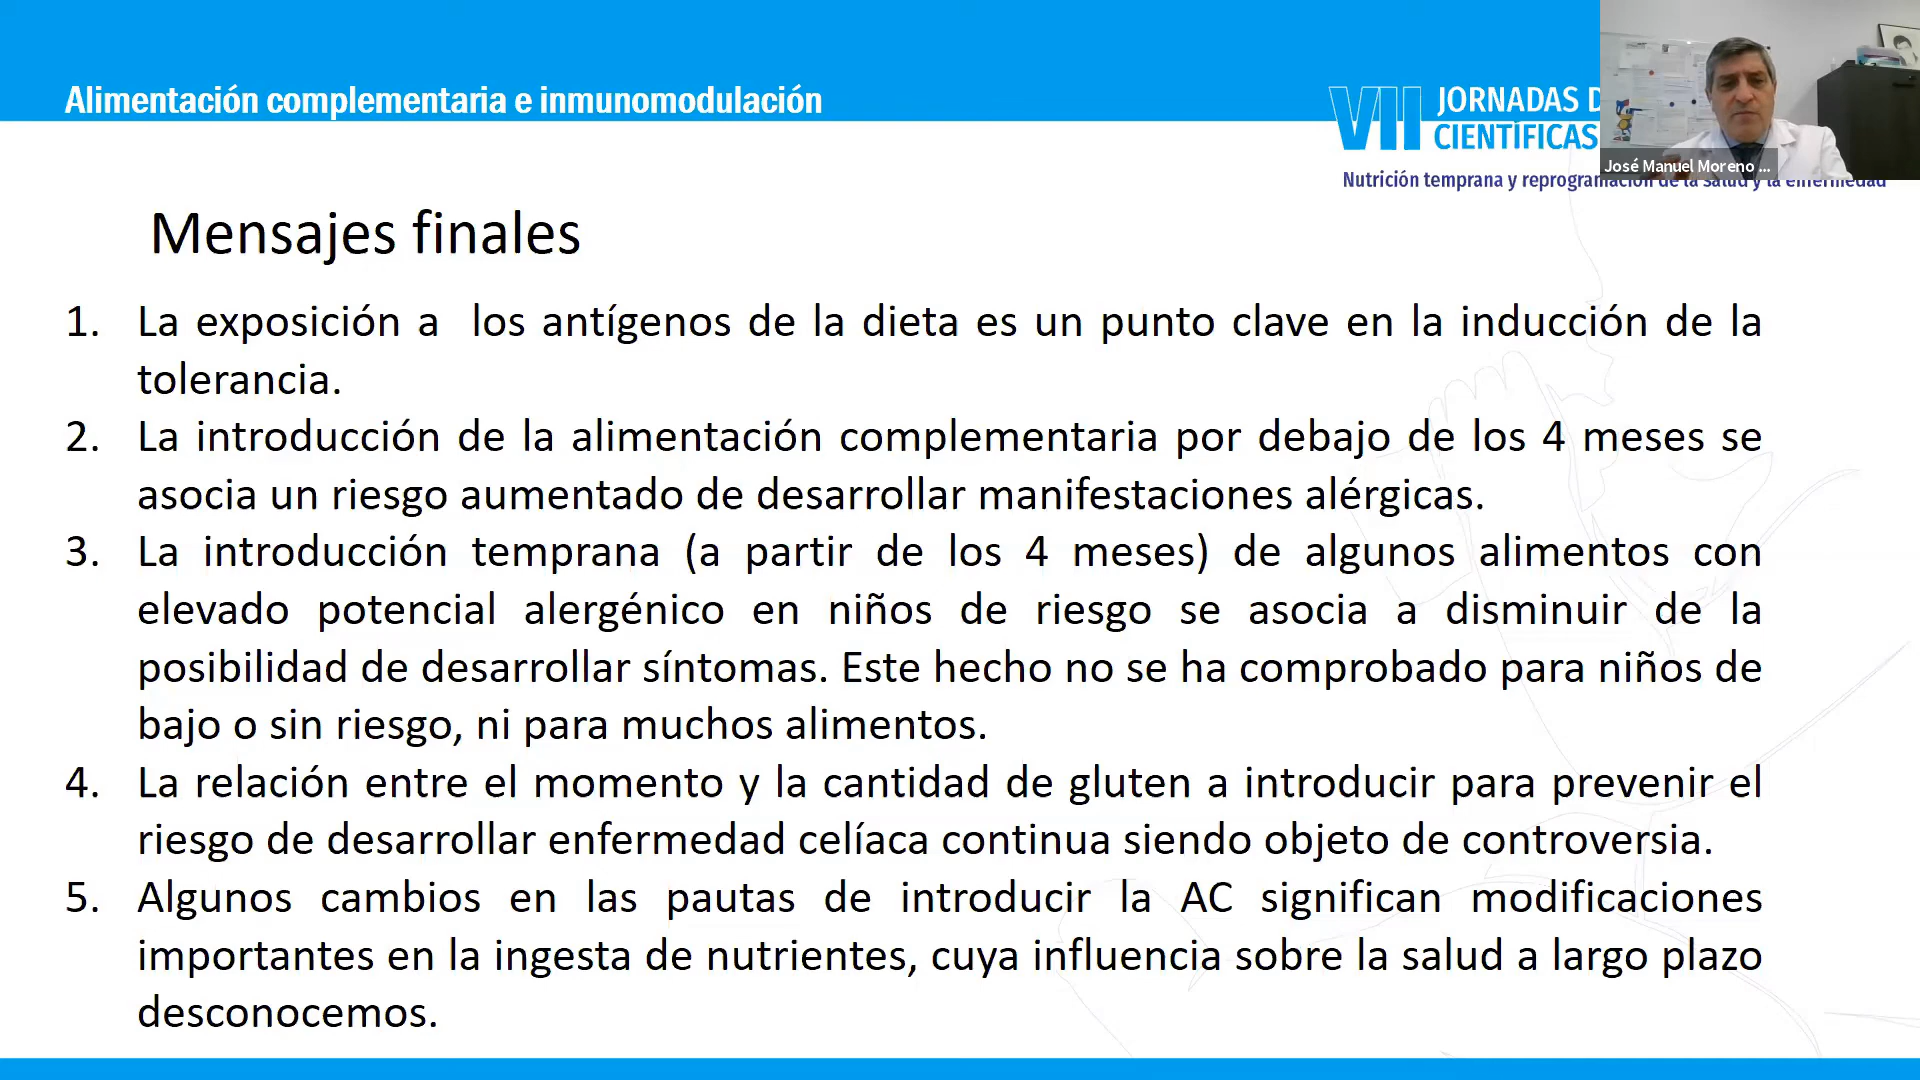 Alimentación complementaria e inmunomodulación
VII JORNADAS
CIENTÍFICAS
José Manuel Moreno ...
Nutrición temprana y reprogramación de la salud y la enfermedad
Mensajes finales
1. La exposición a los antígenos de la dieta es un punto clave en la inducción de la
tolerancia.
2. La introducción de la alimentación complementaria por debajo de los 4 meses se
asocia un riesgo aumentado de desarrollar manifestaciones alérgicas.
3. La introducción temprana (a partir de los 4 meses) de algunos alimentos con
elevado potencial alergénico en niños de riesgo se asocia a disminuir de la
posibilidad de desarrollar síntomas. Este hecho no se ha comprobado para niños de
bajo o sin riesgo, ni para muchos alimentos.
4. La relación entre el momento y la cantidad de gluten a introducir para prevenir el
riesgo de desarrollar enfermedad celíaca continua siendo objeto de controversia.
5. Algunos cambios en las pautas de introducir la AC significan modificaciones
importantes en la ingesta de nutrientes, cuya influencia sobre la salud a largo plazo
desconocemos.